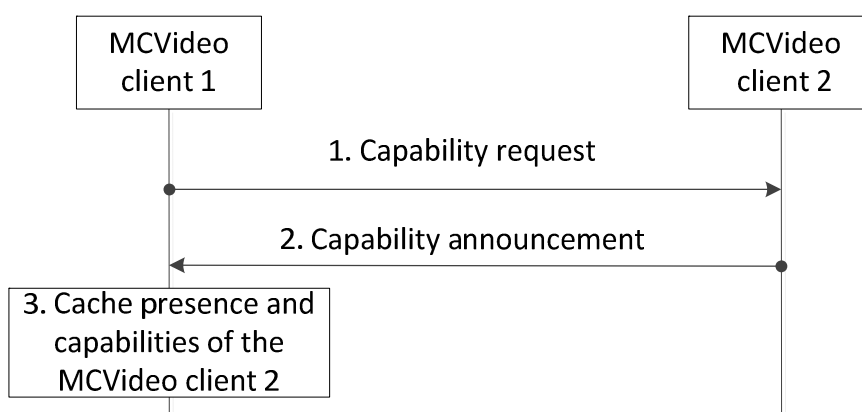 MCVideo
client 1
MCVideo
client 2
1. Capability request
2. Capability announcement
3. Cache presence and
capabilities of the
MCVideo client 2